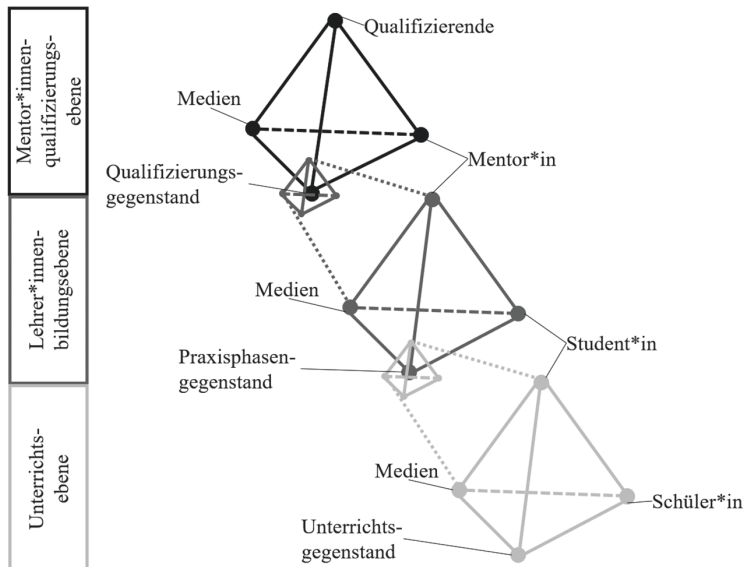 Mentor*innen-
qualifizierungs
ebene
Lehrer*innen-
bildungsebene
Unterrichts
ebene
Qualifizierende
Medien
Mentor*in
Qualifizierungs-
gegenstand
Medien
Student*in
Praxisphasen-
gegenstand
Medien
Schüler*in
Unterrichts-
gegenstand